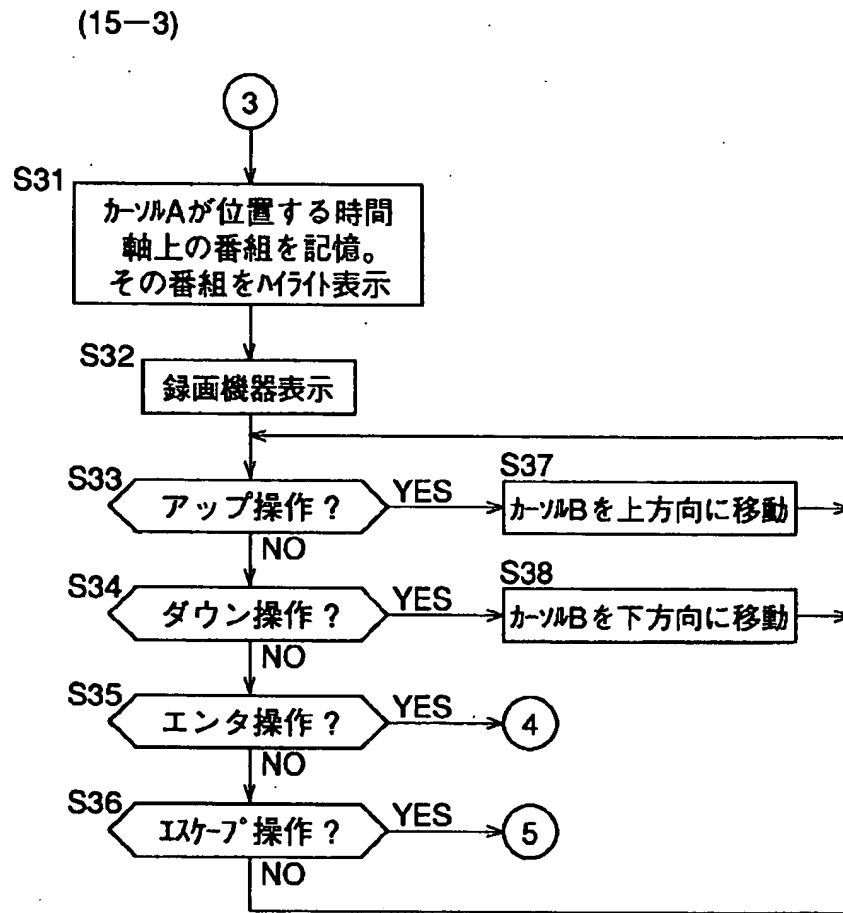 (15−3)
3
S31
カーソルAが位置する時間
軸上の番組を記憶。
その番組をハイライト表示
S32
録画機器表示
S33
アップ操作？
YES
S37
カーソルBを上方向に移動
NO
S34
ダウン操作？
YES
S38
カーソルBを下方向に移動
NO
S35
エンタ操作？
YES
4
NO
S36
エスケープ操作？
YES
5
NO